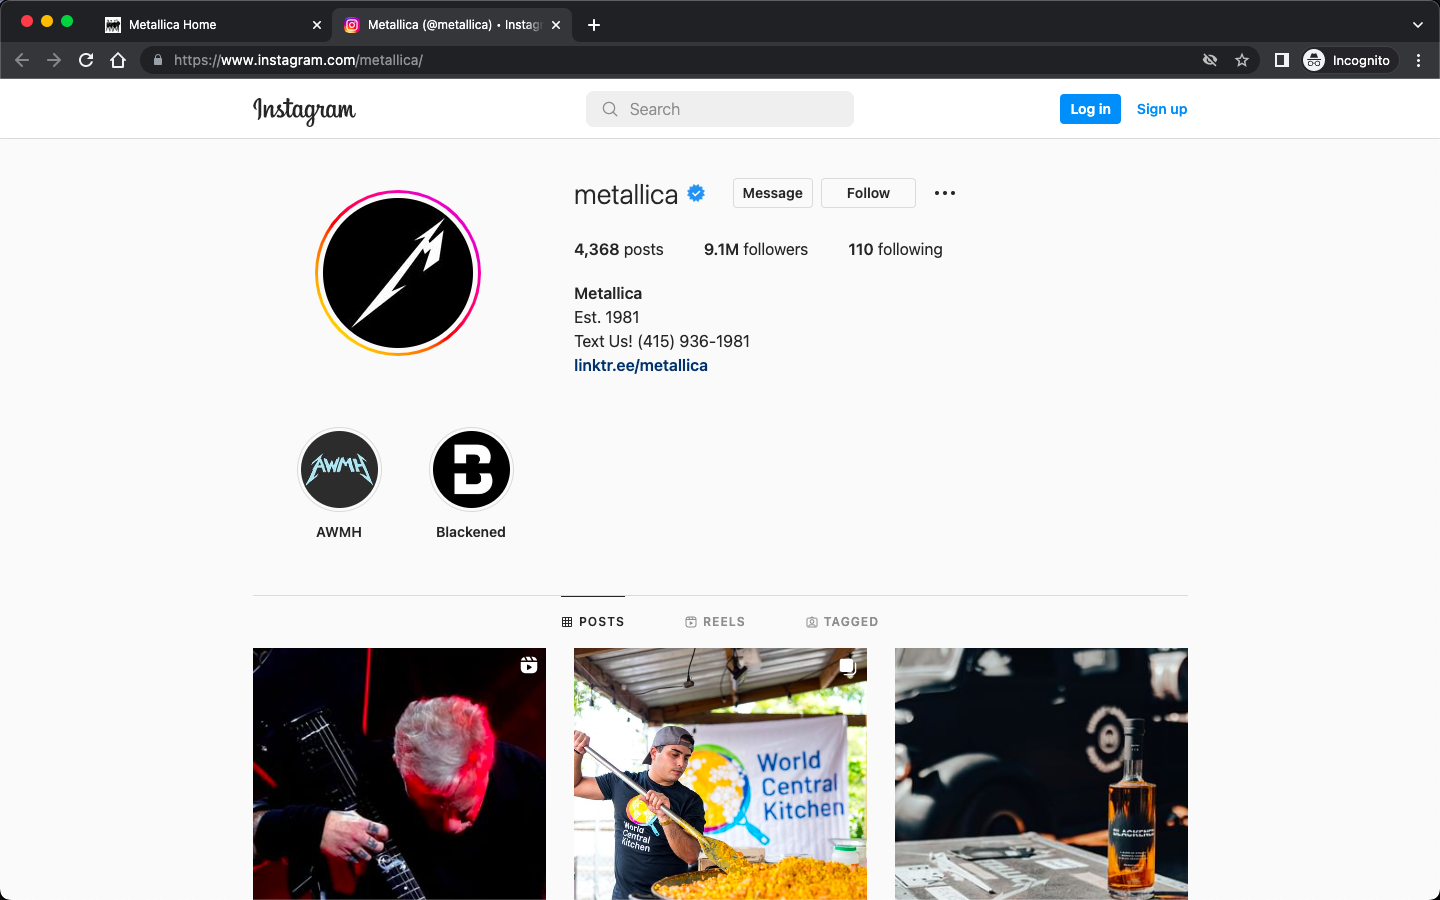 Metallica Home
Metallica (@metallica) • Instagr
https://www.instagram.com/metallica/
Incognito
Instagram
Search
Log in
Sign up
metallica
Message
Follow
4,368 posts
9.1M followers
110 following
Metallica
Est. 1981
Text Us! (415) 936-1981
linktr.ee/metallica
AWMH
B
AWMH
Blackened
POSTS
REELS
TAGGED
World
Central
Kitchen
World
Central
Kitchen
BLACKENED